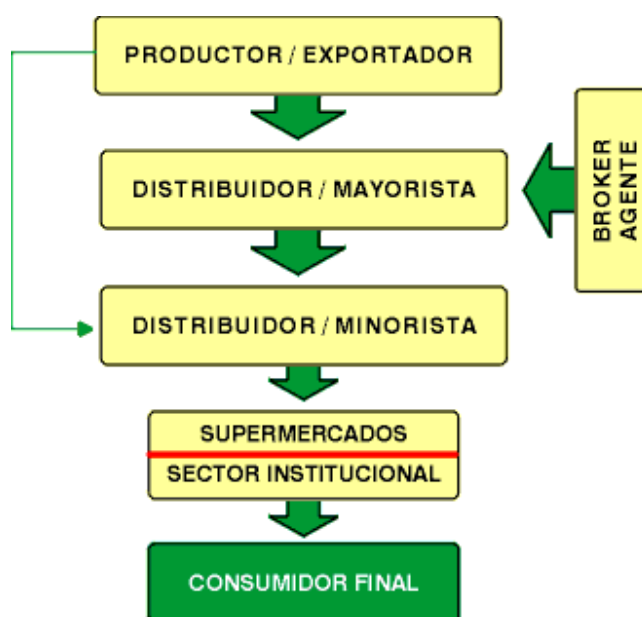 PRODUCTOR / EXPORTADOR
DISTRIBUIDOR / MAYORISTA
BROKER
AGENTE
DISTRIBUIDOR / MINORISTA
SUPERMERCADOS
SECTOR INSTITUCIONAL
CONSUMIDOR FINAL